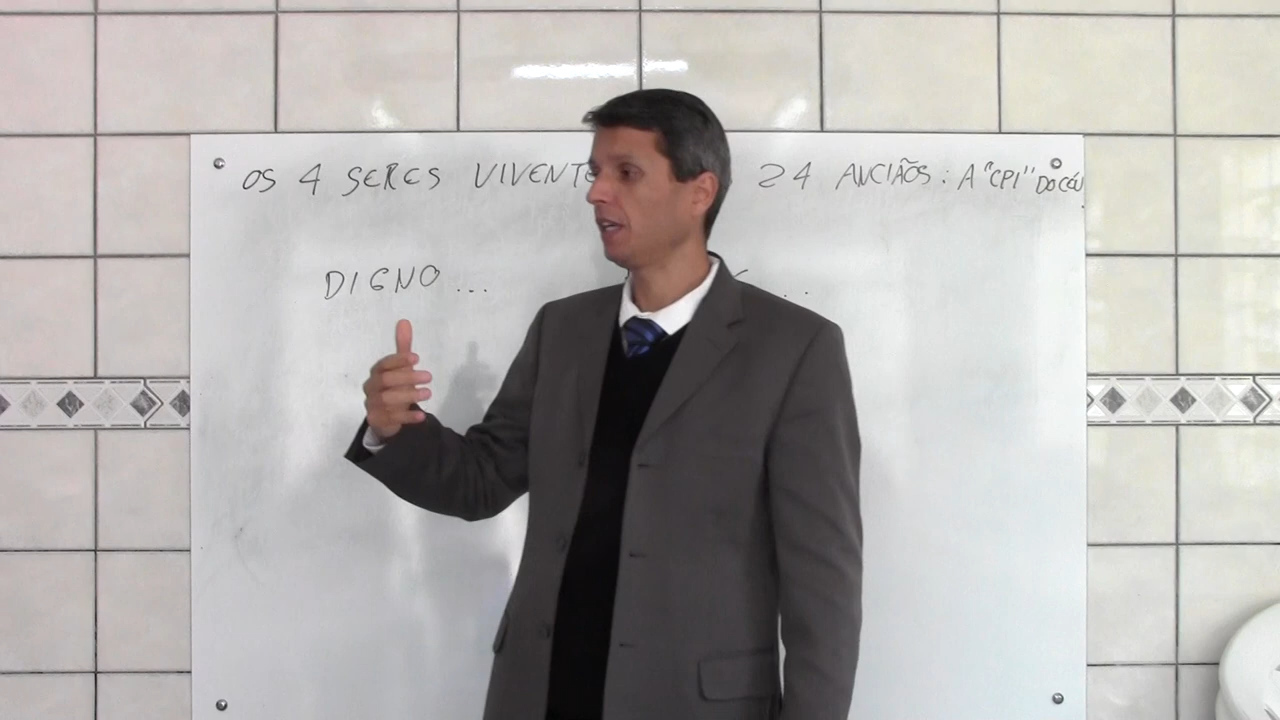 OS 4 SERES VIVENTE 24 ANCIÃOS: A "CPI" DO CÉU
DIGNO ... ..